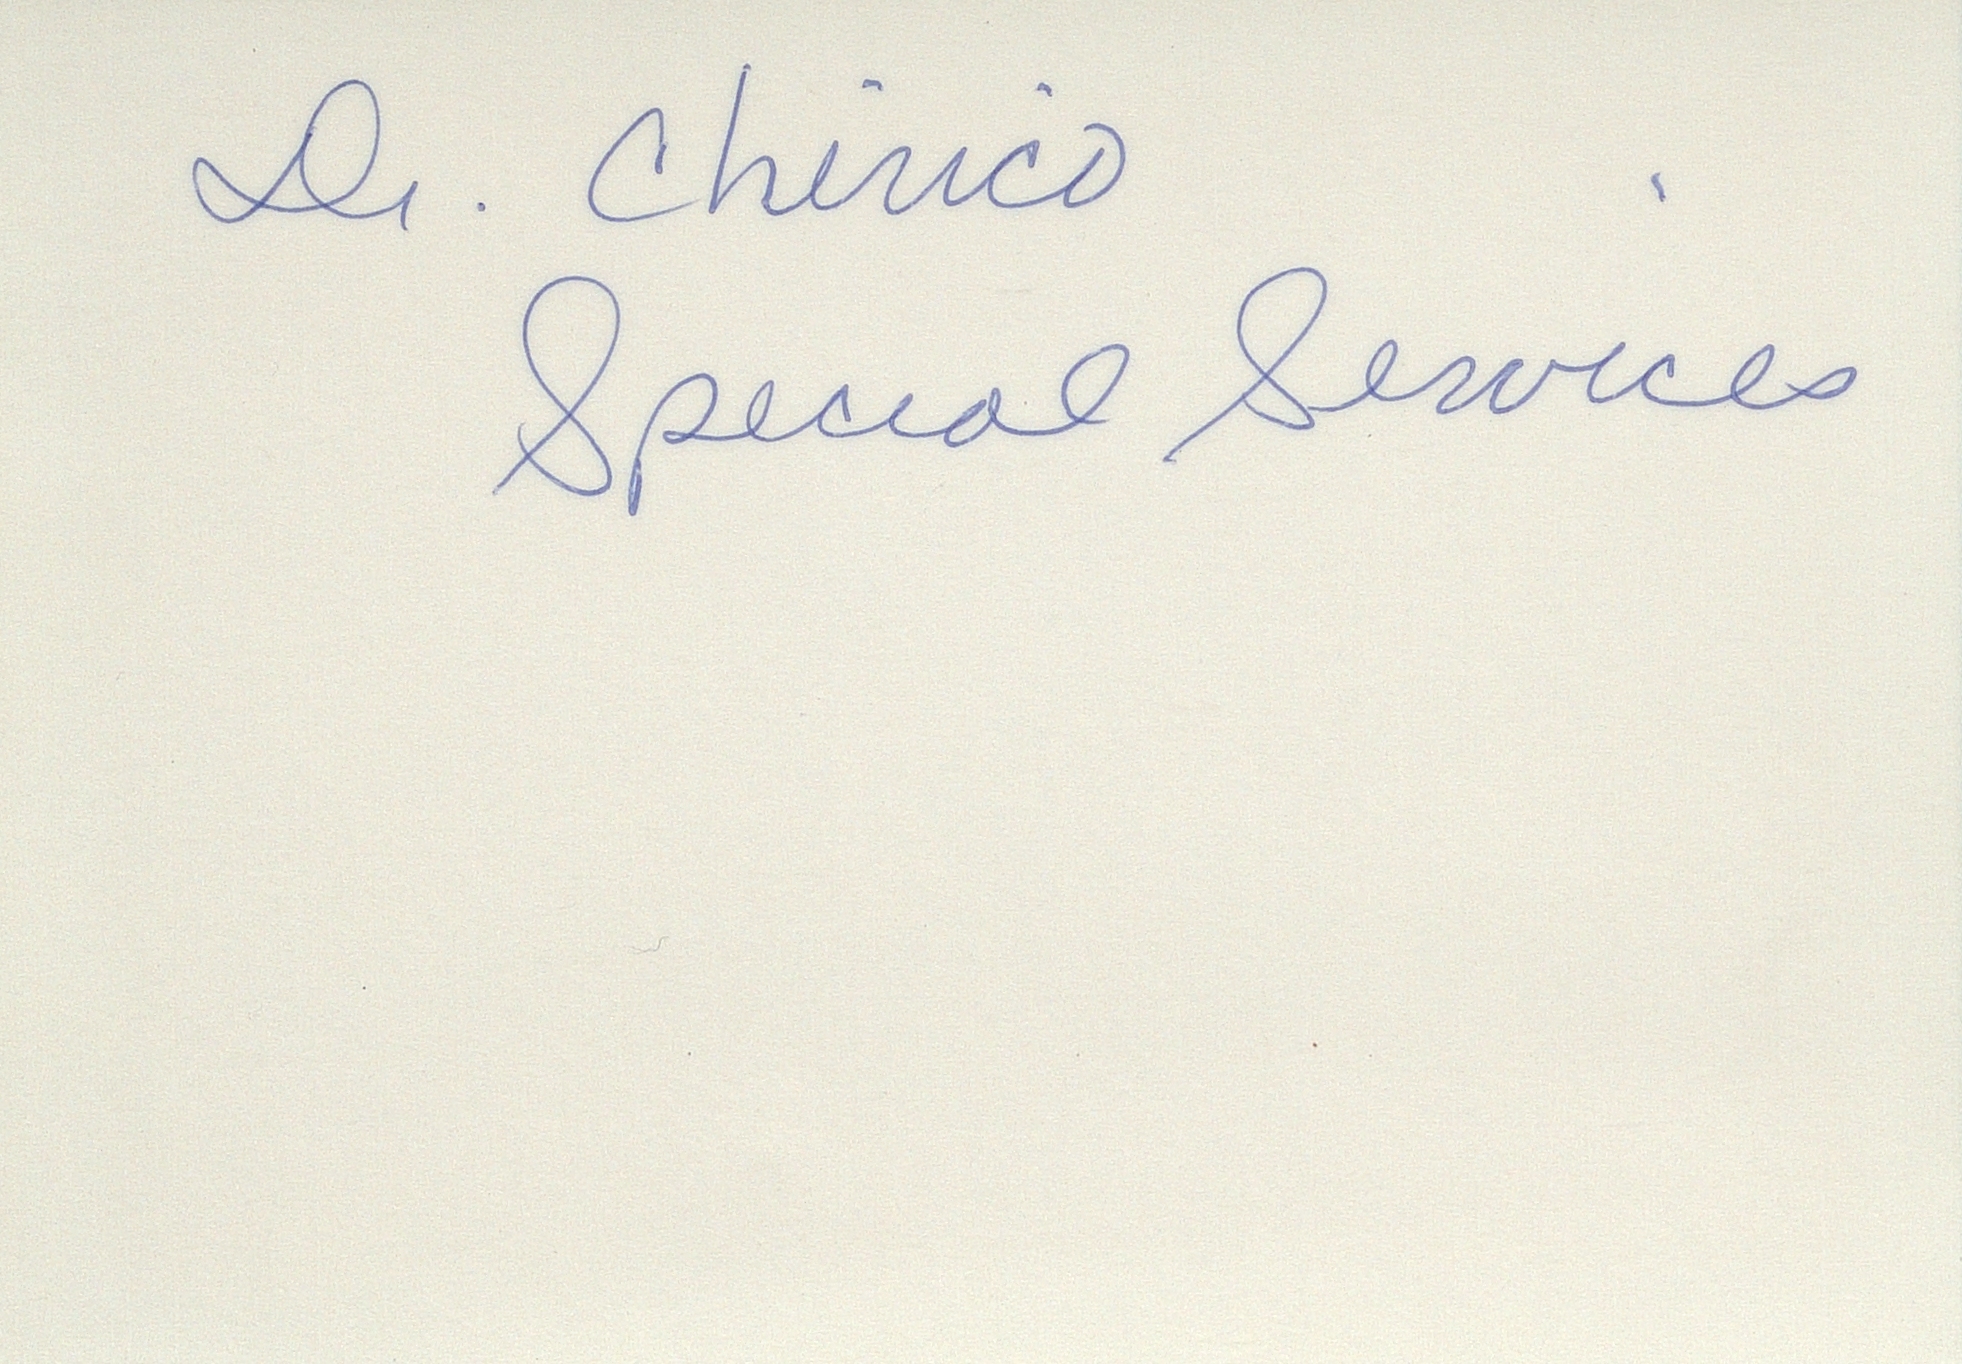 Dr. Chirico
Special Services